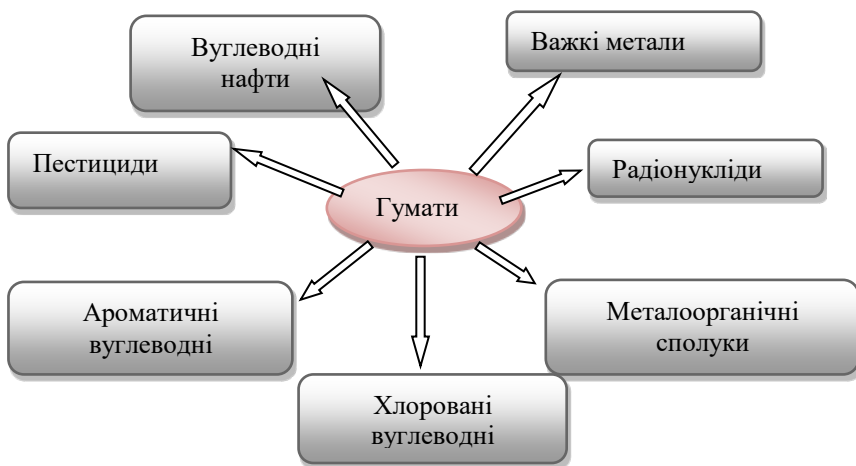 Вуглеводні
нафти
Важкі метали
Пестициди
Радіонукліди
Гумати
Ароматичні
вуглеводні
Металоорганічні
сполуки
Хлоровані
вуглеводні